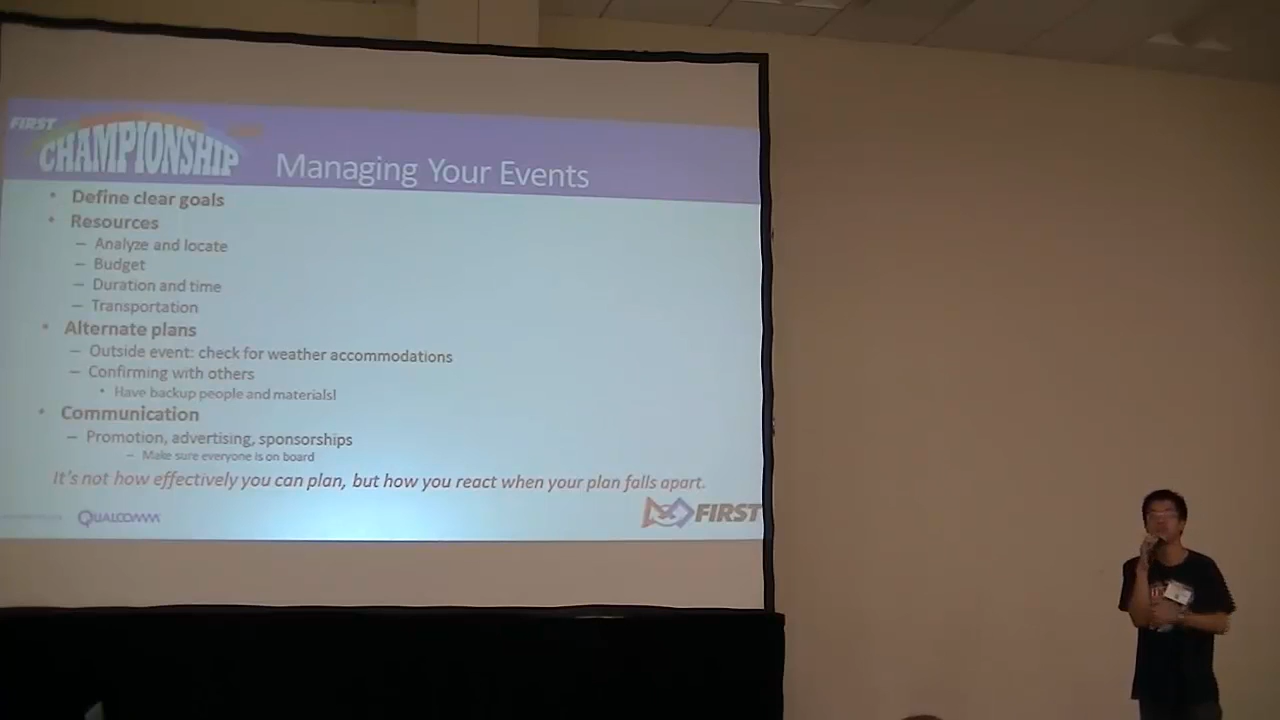 FIRST
CHAMPIONSHIP
Managing Your Events
• Define clear goals
• Resources
– Analyze and locate
– Budget
– Duration and time
– Transportation
• Alternate plans
– Outside event: check for weather accommodations
– Confirming with others
• Have backup people and materials!
• Communication
– Promotion, advertising, sponsorships
– Make sure everyone is on board
It's not how effectively you can plan, but how you react when your plan falls apart.
QUALCOMM
FIRST